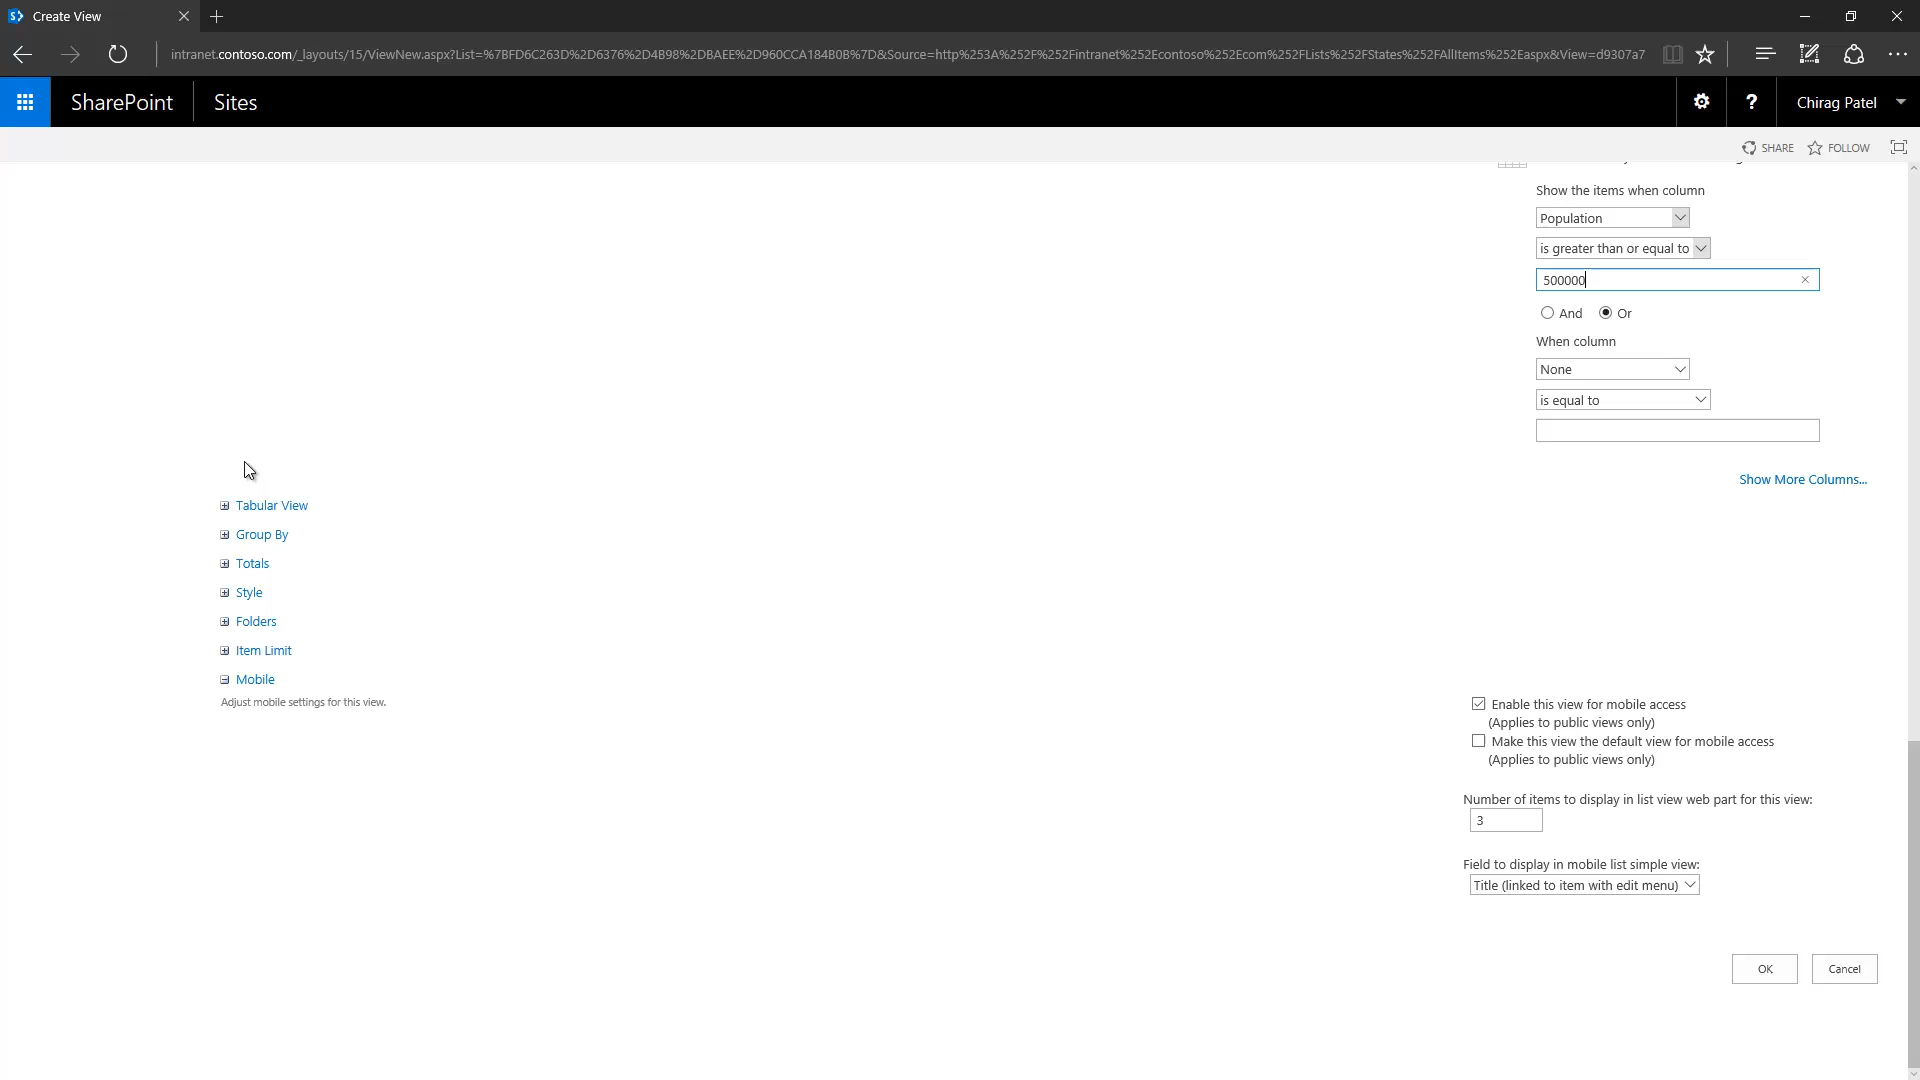 Create View
intranet.contoso.com/_layouts/15/ViewNew.aspx?List=%7BFD6C263D%2D6376%2D4B98%2DBAEE%2D960CCA184B0B%7D&Source=http%253A%252F%252Fintranet%252Econtoso%252Ecom%252FLists%252FStates%252FAllItems%252Easpx&View=d9307a7
SharePoint Sites ? Chirag Patel
SHARE FOLLOW
Show the items when column
Population
is greater than or equal to
500000
And Or
When column
None
is equal to
Show More Columns...
Tabular View
Group By
Totals
Style
Folders
Item Limit
Mobile
Adjust mobile settings for this view.
Enable this view for mobile access
(Applies to public views only)
Make this view the default view for mobile access
(Applies to public views only)
Number of items to display in list view web part for this view:
3
Field to display in mobile list simple view:
Title (linked to item with edit menu)
OK Cancel